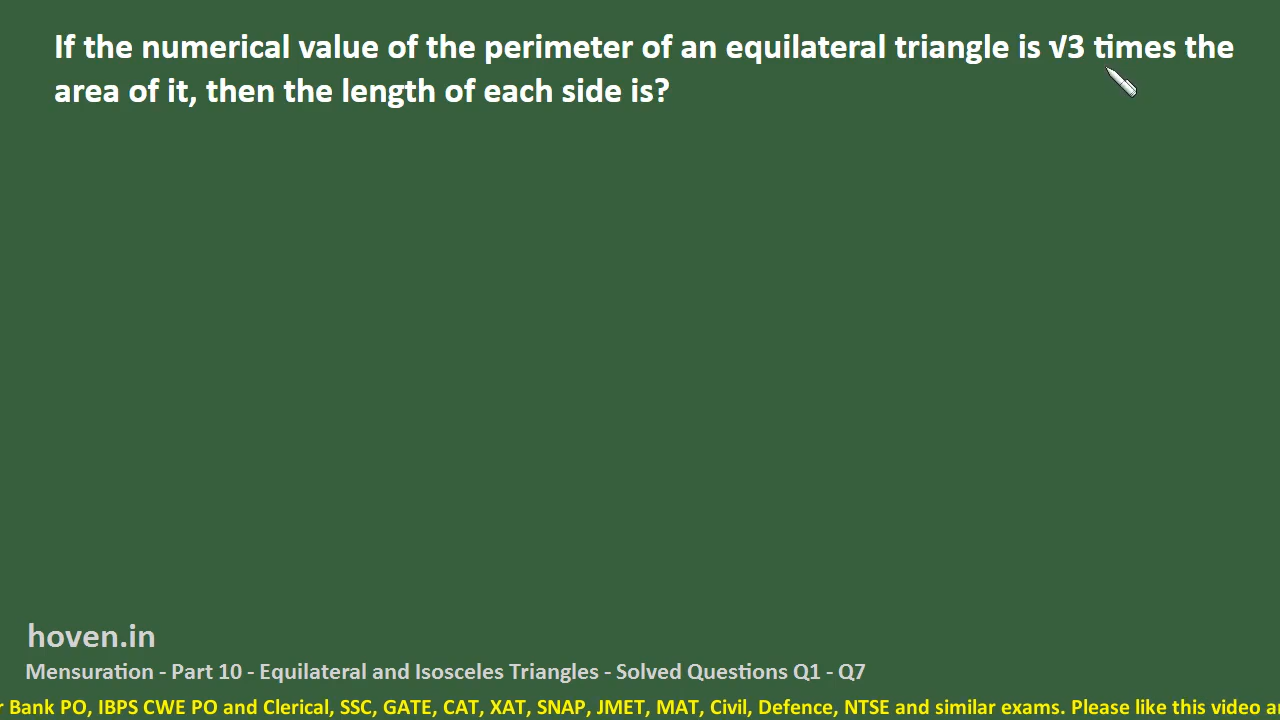 If the numerical value of the perimeter of an equilateral triangle is √3 times the
area of it, then the length of each side is?
hoven.in
Mensuration - Part 10 - Equilateral and Isosceles Triangles - Solved Questions Q1 - Q7
Bank PO, IBPS CWE PO and Clerical, SSC, GATE, CAT, XAT, SNAP, JMET, MAT, Civil, Defence, NTSE and similar exams. Please like this video